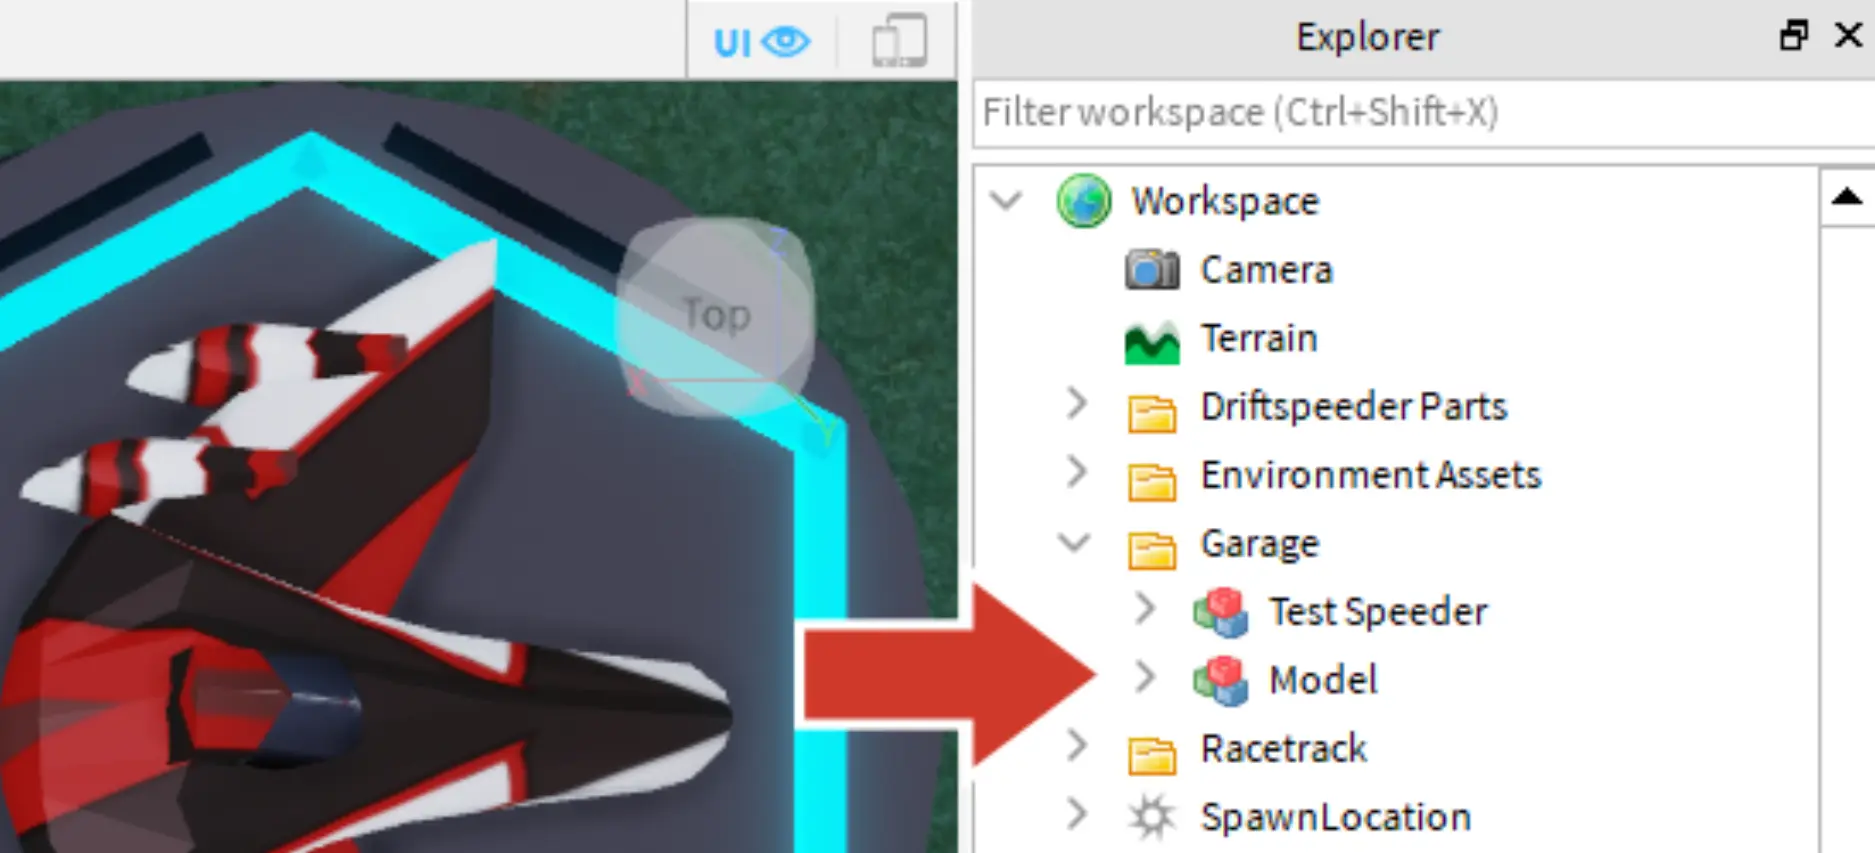 UI
Explorer
Filter workspace (Ctrl+Shift+X)
Workspace
Camera
Terrain
Driftspeeder Parts
Environment Assets
Garage
Test Speeder
Model
Racetrack
SpawnLocation
Z
Top
X
Y